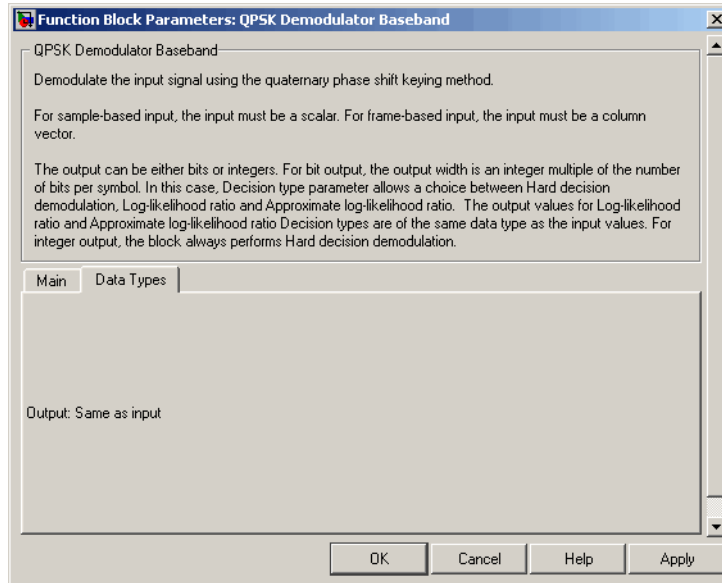 Function Block Parameters: QPSK Demodulator Baseband
QPSK Demodulator Baseband
Demodulate the input signal using the quaternary phase shift keying method.
For sample-based input, the input must be a scalar. For frame-based input, the input must be a column
vector.
The output can be either bits or integers. For bit output, the output width is an integer multiple of the number
of bits per symbol. In this case, Decision type parameter allows a choice between Hard decision
demodulation, Log-likelihood ratio and Approximate log-likelihood ratio. The output values for Log-likelihood
ratio and Approximate log-likelihood ratio Decision types are of the same data type as the input values. For
integer output, the block always performs Hard decision demodulation.
Main Data Types
Output: Same as input
OK Cancel Help Apply